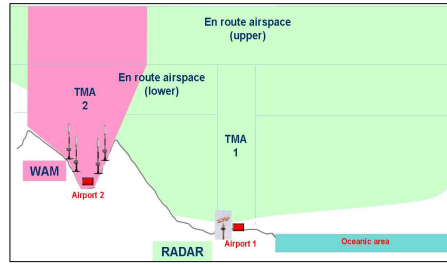 En route airspace
(upper)
En route airspace
(lower)
TMA
2
TMA
1
WAM
Airport 2
RADAR
Airport 1
Oceanic area